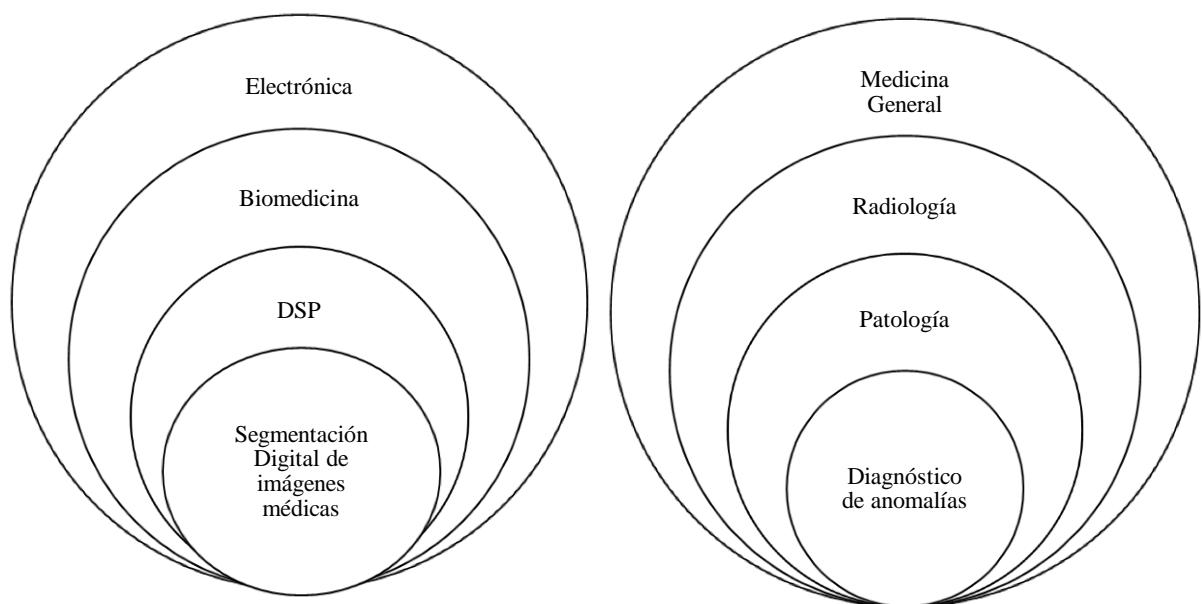 Electrónica
Biomedicina
DSP
Segmentación
Digital de
imágenes
médicas
Medicina
General
Radiología
Patología
Diagnóstico
de anomalías